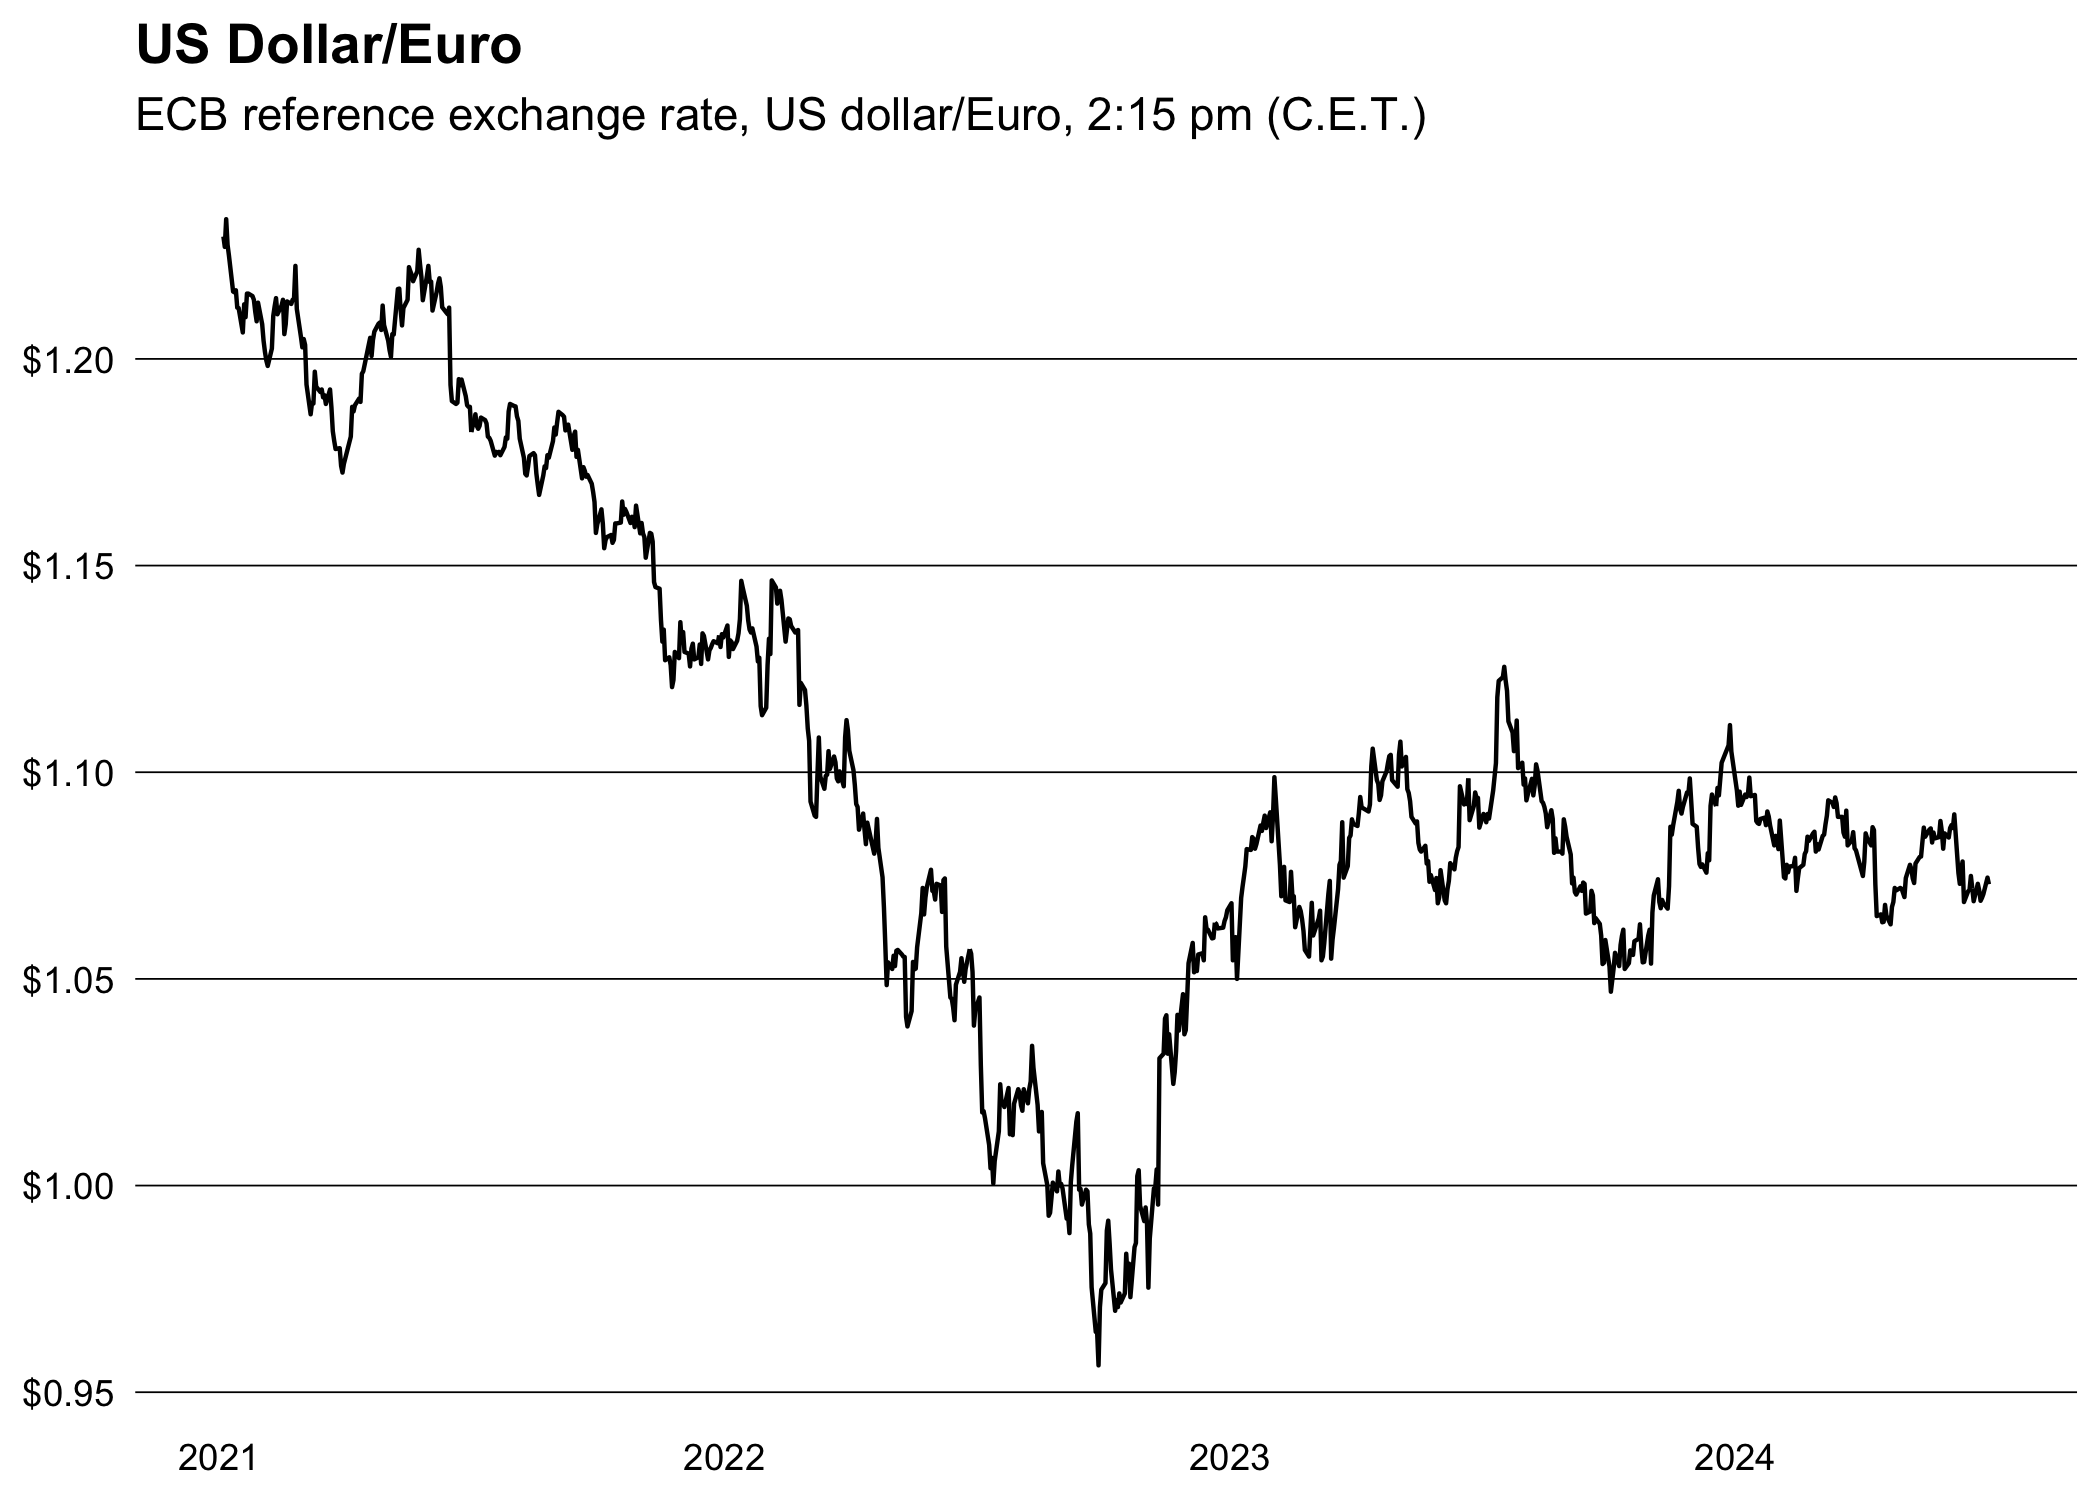 US Dollar/Euro
ECB reference exchange rate, US dollar/Euro, 2:15 pm (C.E.T.)
$1.20
$1.15
$1.10
$1.05
$1.00
$0.95
2021 2022 2023 2024